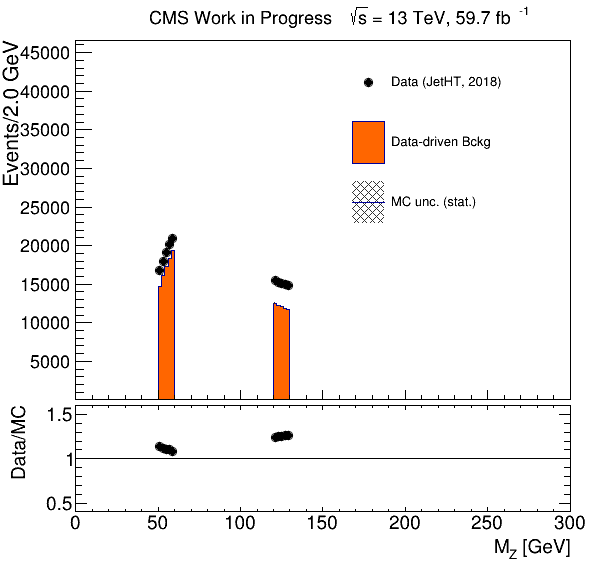 CMS Work in Progress √s = 13 TeV, 59.7 fb⁻¹
Events/2.0 GeV
45000
40000
35000
30000
25000
20000
15000
10000
5000
Data (JetHT, 2018)
Data-driven Bckg
MC unc. (stat.)
Data/MC
1.5
1
0.5
0 50 100 150 200 250 300
M_Z [GeV]